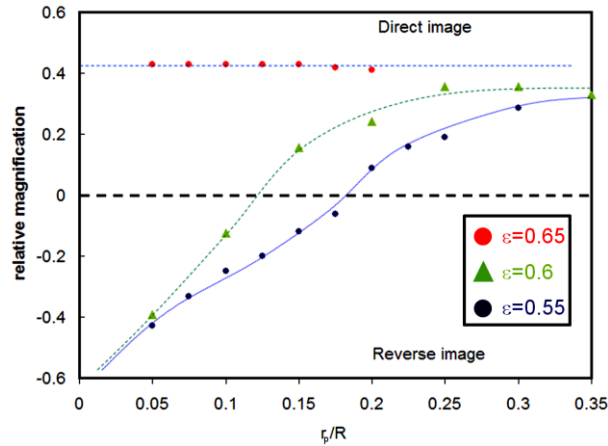 0.6
Direct image
0.4
0.2
0
-0.2
-0.4
-0.6
relative magnification
ε=0.65
ε=0.6
ε=0.55
Reverse image
0 0.05 0.1 0.15 0.2 0.25 0.3 0.35
rₚ/R